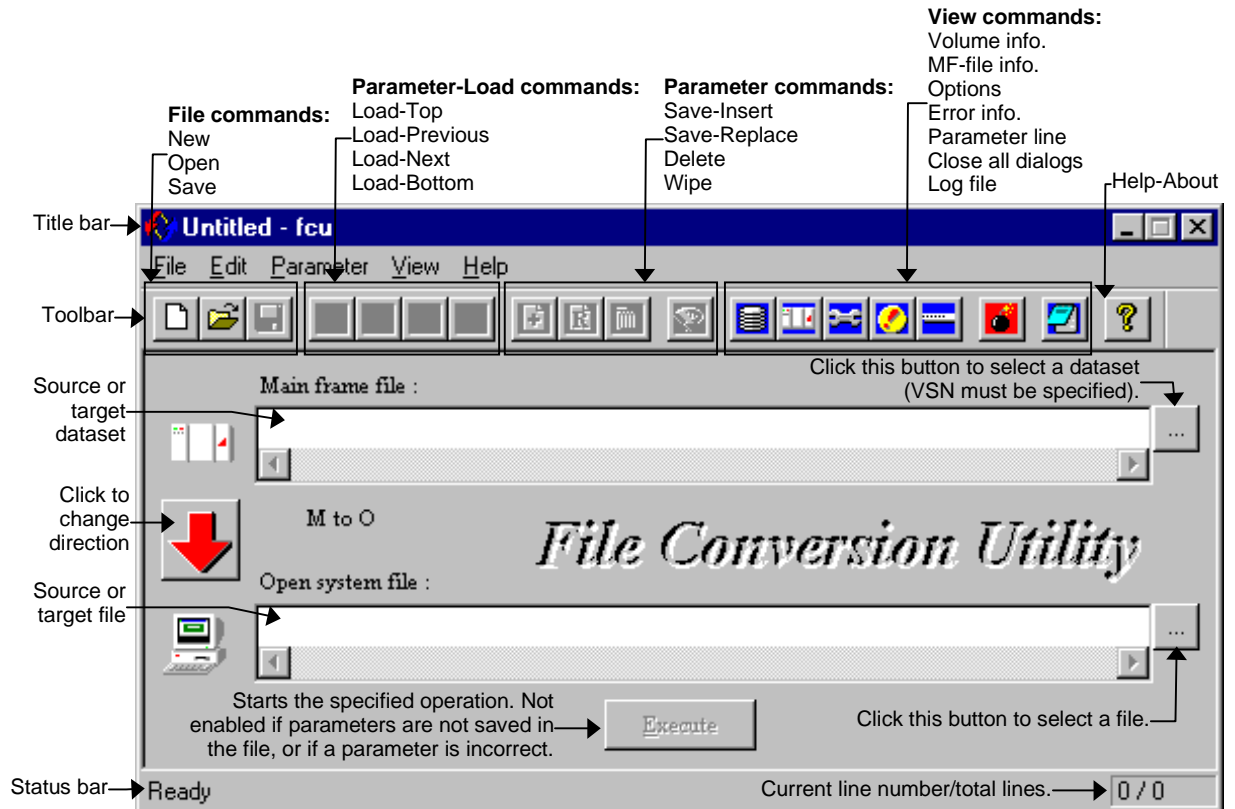 View commands:
Volume info.
MF-file info.
Options
Error info.
Parameter line
Close all dialogs
Log file
Parameter-Load commands:
Load-Top
Load-Previous
Load-Next
Load-Bottom
Parameter commands:
Save-Insert
Save-Replace
Delete
Wipe
File commands:
New
Open
Save
Help-About
Title bar
Untitled - fcu
File Edit Parameter View Help
Toolbar
Click this button to select a dataset
(VSN must be specified).
Source or
target
dataset
Main frame file :
...
Click to
change
direction
M to O
File Conversion Utility
Source or
target file
Open system file :
...
Starts the specified operation. Not
enabled if parameters are not saved in
the file, or if a parameter is incorrect.
Execute
Click this button to select a file.
Status bar
Ready
Current line number/total lines.
0 / 0